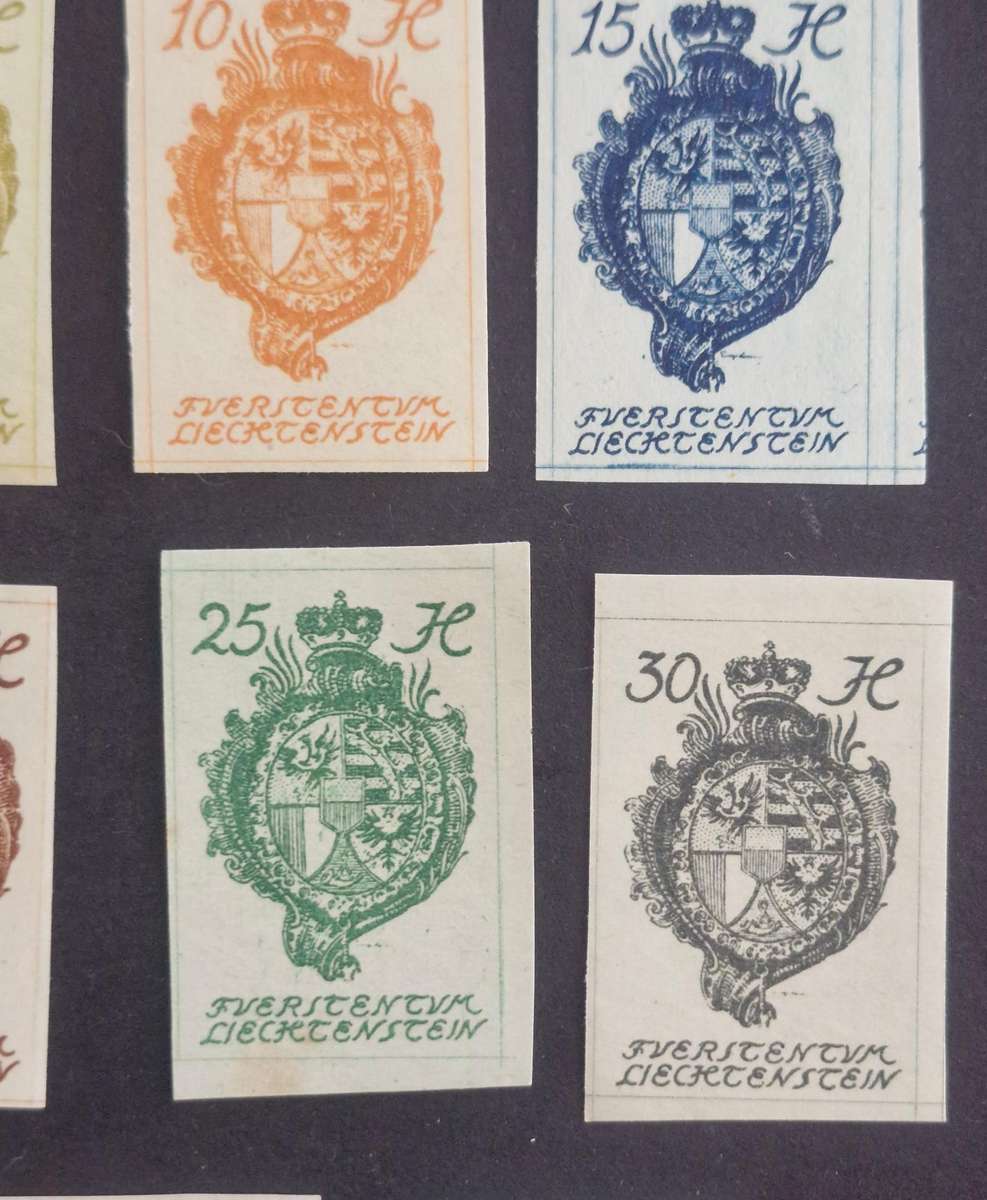 10 H
FVERSTENTVM
LIECHTENSTEIN
15 H
FVERSTENTVM
LIECHTENSTEIN
25 H
FVERSTENTVM
LIECHTENSTEIN
30 H
FVERSTENTVM
LIECHTENSTEIN